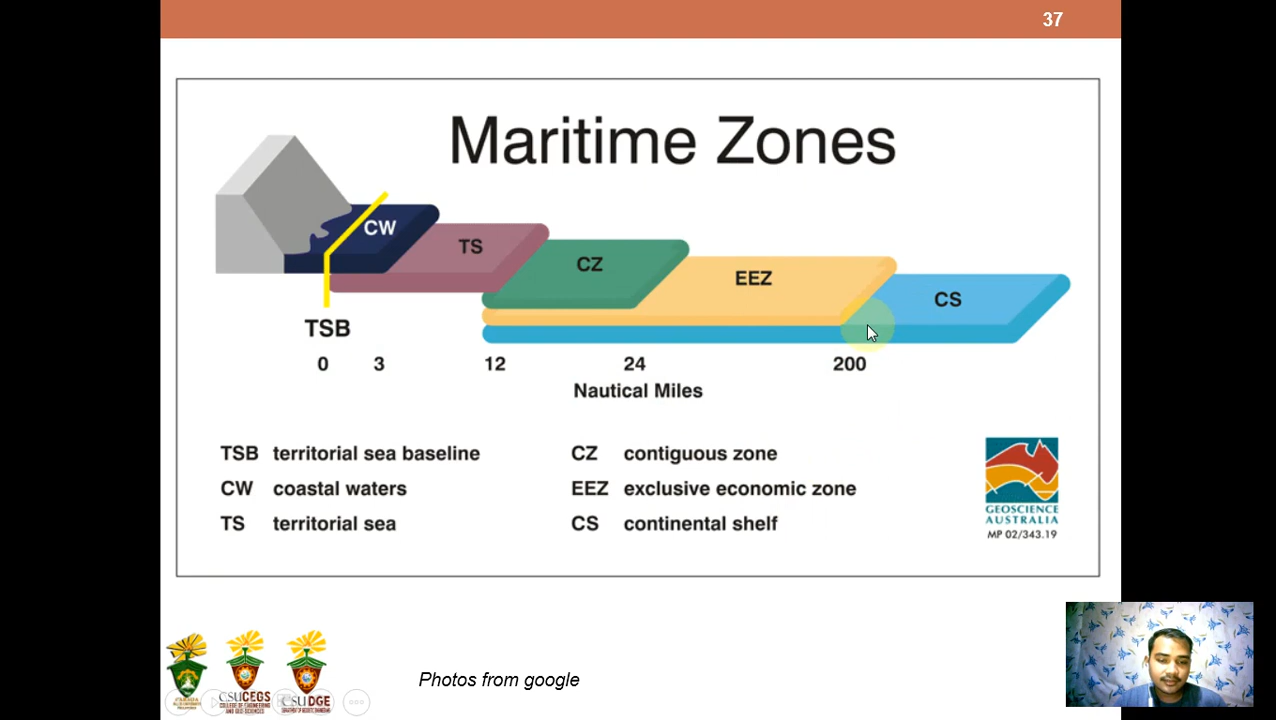 37
Maritime Zones
CW
TS
CZ
EEZ
CS
TSB
0 3 12 24 200
Nautical Miles
TSB territorial sea baseline
CW coastal waters
TS territorial sea
CZ contiguous zone
EEZ exclusive economic zone
CS continental shelf
GEOSCIENCE
AUSTRALIA
MP 02/343.19
CSUCEGS
CSUDGE
Photos from google